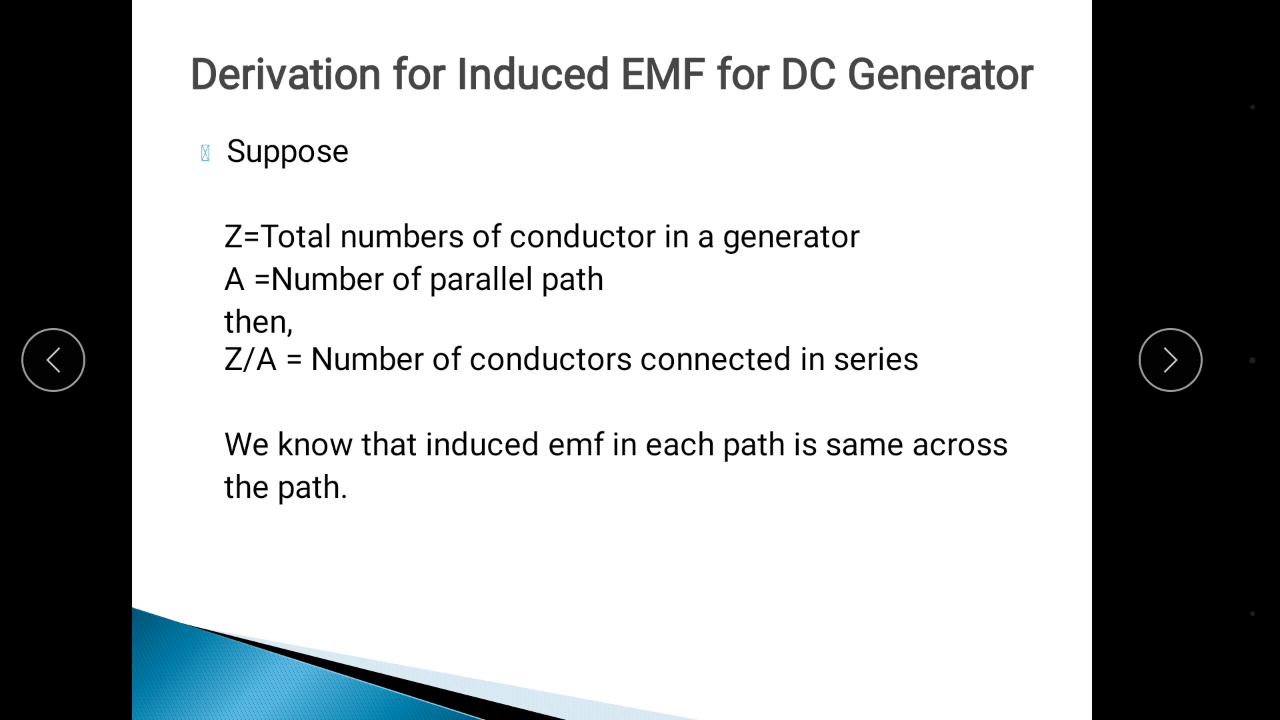 Derivation for Induced EMF for DC Generator
Suppose
Z=Total numbers of conductor in a generator
A =Number of parallel path
then,
Z/A = Number of conductors connected in series
We know that induced emf in each path is same across
the path.